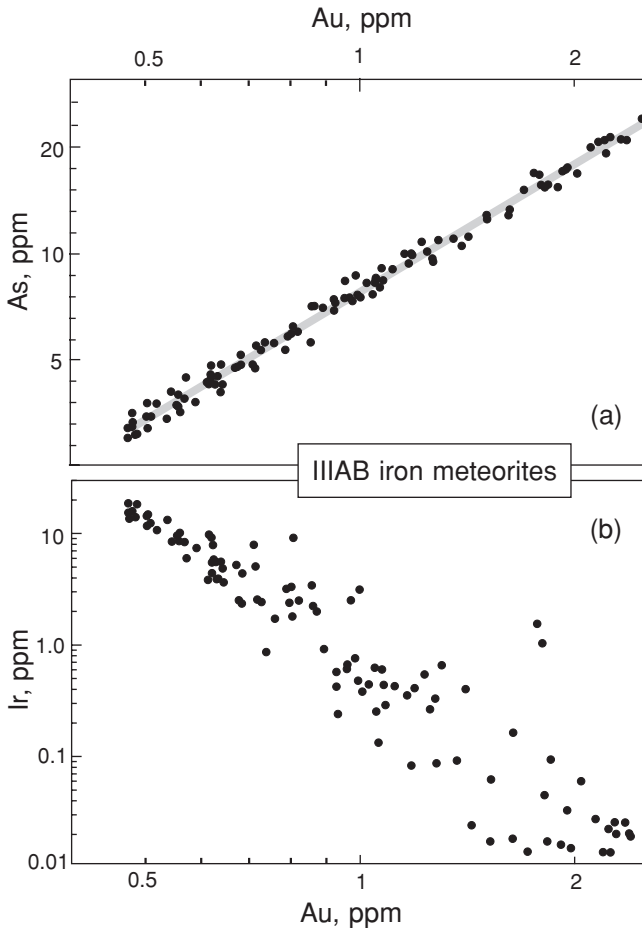 Au, ppm
0.5 1 2
20
10
5
As, ppm
(a)
IIIAB iron meteorites
(b)
10
1.0
0.1
0.01
Ir, ppm
0.5 1 2
Au, ppm